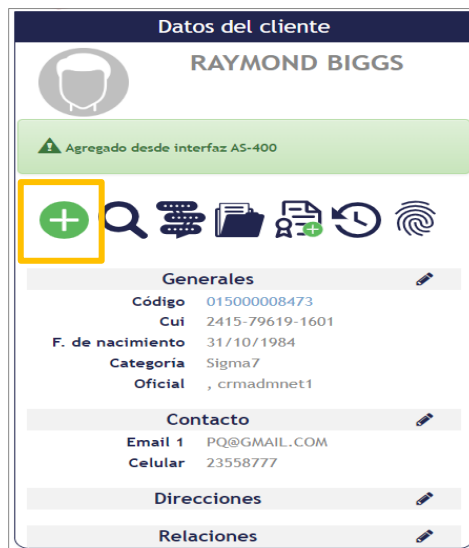 Datos del cliente
RAYMOND BIGGS
Agregado desde interfaz AS-400
Generales
Código 015000008473
Cui 2415-79619-1601
F. de nacimiento 31/10/1984
Categoría Sigma7
Oficial , crmadmnet1
Contacto
Email 1 PQ@GMAIL.COM
Celular 23558777
Direcciones
Relaciones